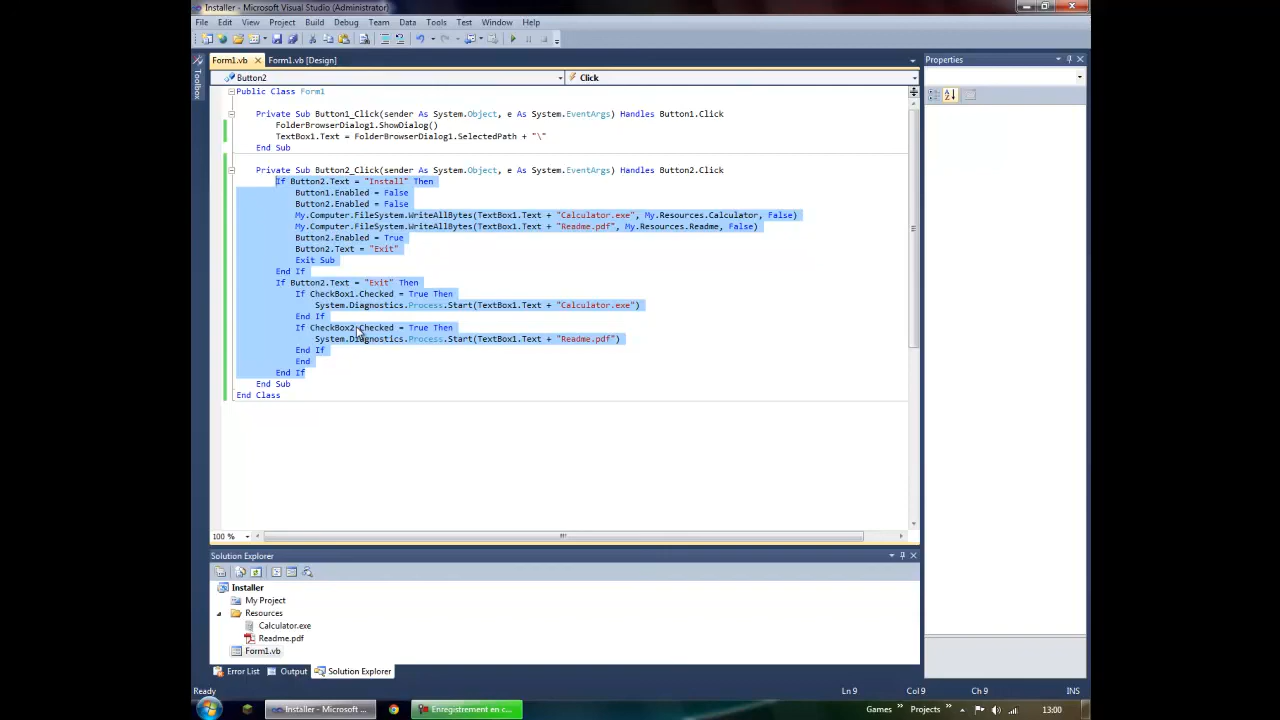 Installer - Microsoft Visual Studio (Administrator)
File Edit View Project Build Debug Team Data Tools Test Window Help
Form1.vb Form1.vb [Design]
Properties
Toolbox
Button2 Click
Public Class Form1
Private Sub Button1_Click(sender As System.Object, e As System.EventArgs) Handles Button1.Click
FolderBrowserDialog1.ShowDialog()
TextBox1.Text = FolderBrowserDialog1.SelectedPath + "\"
End Sub
Private Sub Button2_Click(sender As System.Object, e As System.EventArgs) Handles Button2.Click
If Button2.Text = "Install" Then
Button1.Enabled = False
Button2.Enabled = False
My.Computer.FileSystem.WriteAllBytes(TextBox1.Text + "Calculator.exe", My.Resources.Calculator, False)
My.Computer.FileSystem.WriteAllBytes(TextBox1.Text + "Readme.pdf", My.Resources.Readme, False)
Button2.Enabled = True
Button2.Text = "Exit"
Exit Sub
End If
If Button2.Text = "Exit" Then
If CheckBox1.Checked = True Then
System.Diagnostics.Process.Start(TextBox1.Text + "Calculator.exe")
End If
If CheckBox2.Checked = True Then
System.Diagnostics.Process.Start(TextBox1.Text + "Readme.pdf")
End If
End
End If
End Sub
End Class
100 %
Solution Explorer
Installer
My Project
Resources
Calculator.exe
Readme.pdf
Form1.vb
Error List Output Solution Explorer
Ready Ln 9 Col 9 Ch 9 INS
Installer - Microsoft ... Enregistrement en c... Games » Projects » 13:00